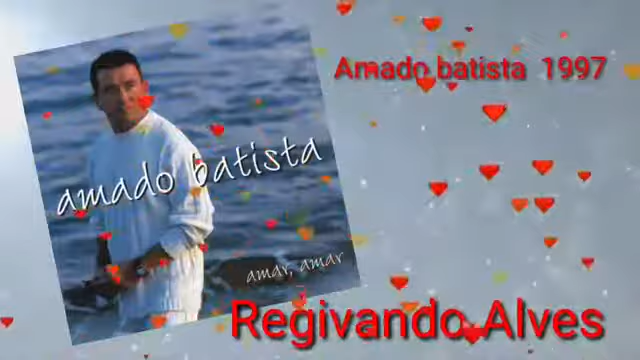 Amado batista 1997
amado batista
amar, amar
Regivando Alves